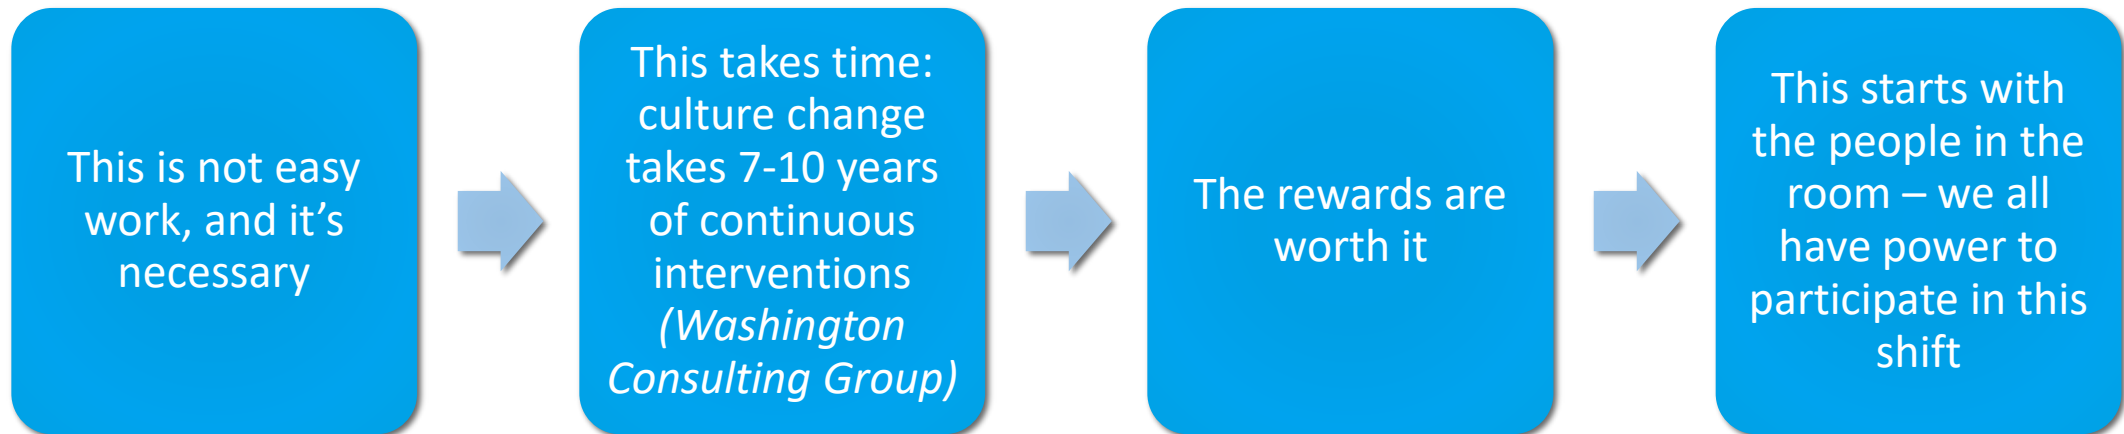 This is not easy
work, and it’s
necessary
This takes time:
culture change
takes 7-10 years
of continuous
interventions
(Washington
Consulting Group)
The rewards are
worth it
This starts with
the people in the
room – we all
have power to
participate in this
shift